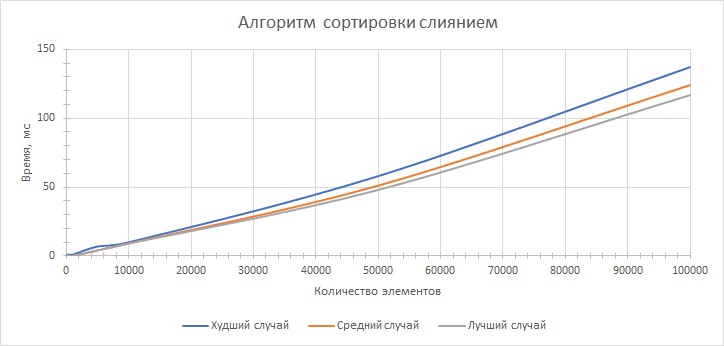 Алгоритм сортировки слиянием
150
100
50
0
Время, мс
0 10000 20000 30000 40000 50000 60000 70000 80000 90000 100000
Количество элементов
Худший случай Средний случай Лучший случай